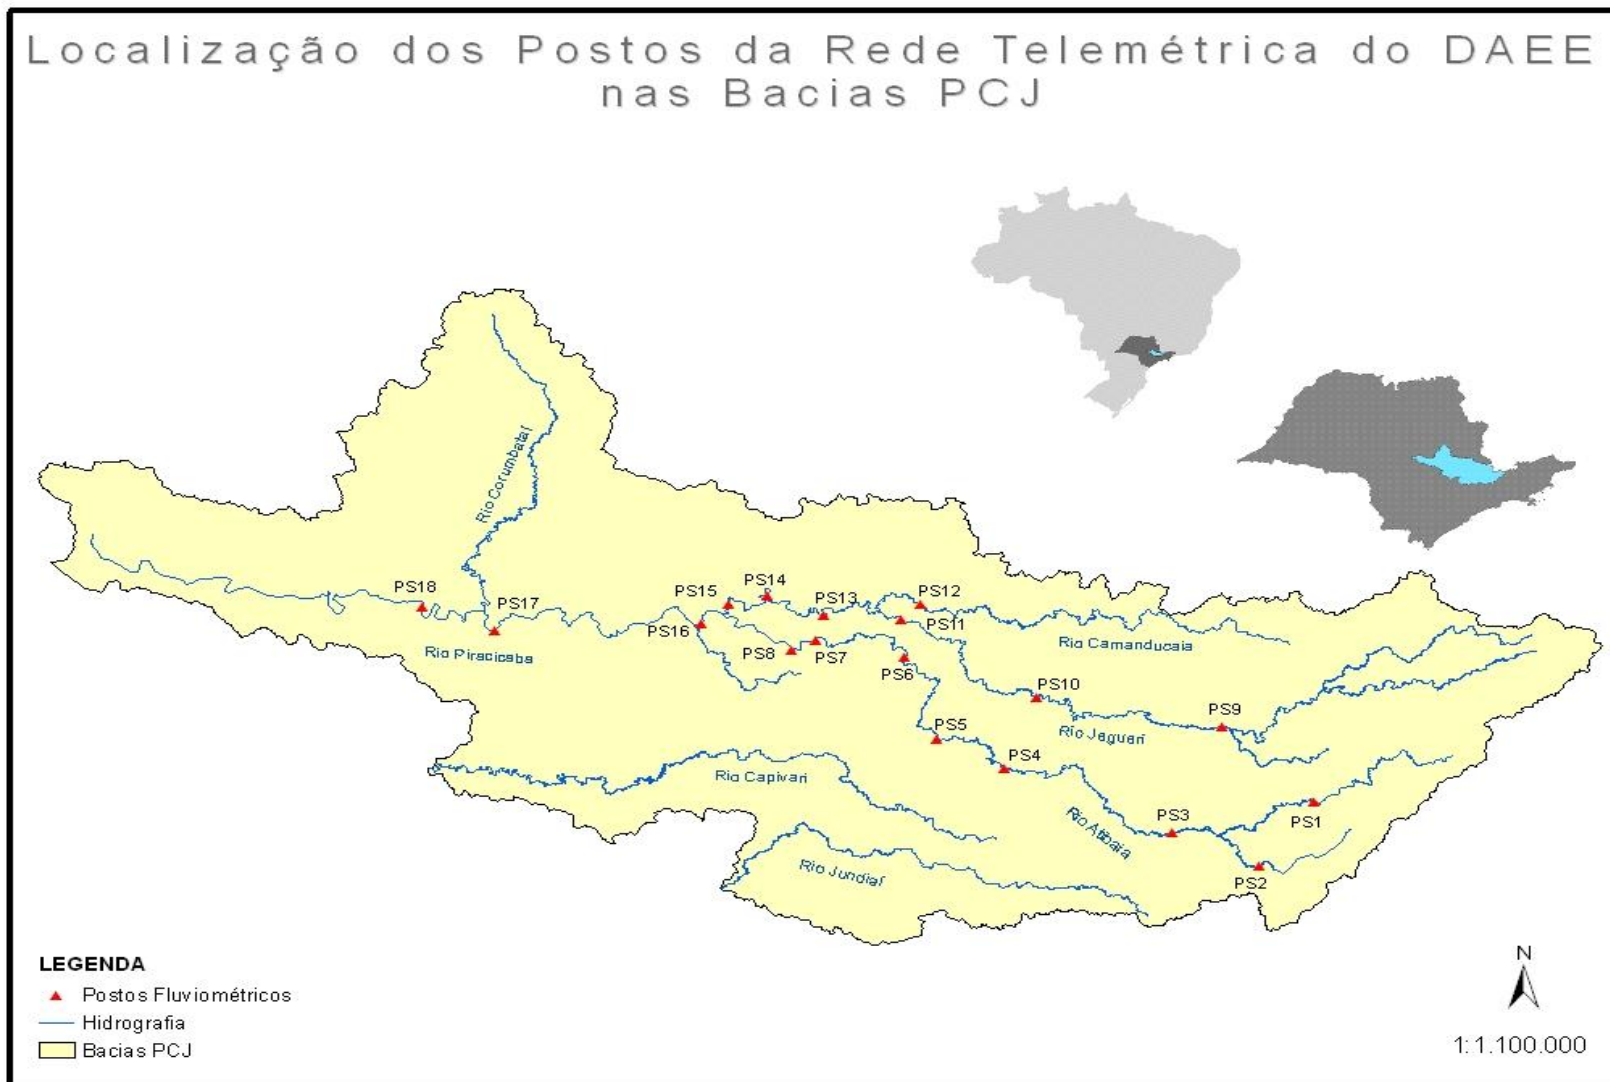 Localização dos Postos da Rede Telemétrica do DAEE
nas Bacias PCJ
Rio Corumbataí
PS18
PS17
PS15
PS14
PS13
PS12
PS11
PS16
PS8
PS7
PS6
Rio Camanducaia
Rio Piracicaba
PS10
PS9
PS5
Rio Jaguari
PS4
Rio Capivari
PS3
PS1
Rio Atibaia
Rio Jundiaí
PS2
LEGENDA
Postos Fluviométricos
Hidrografia
Bacias PCJ
N
1:1.100.000